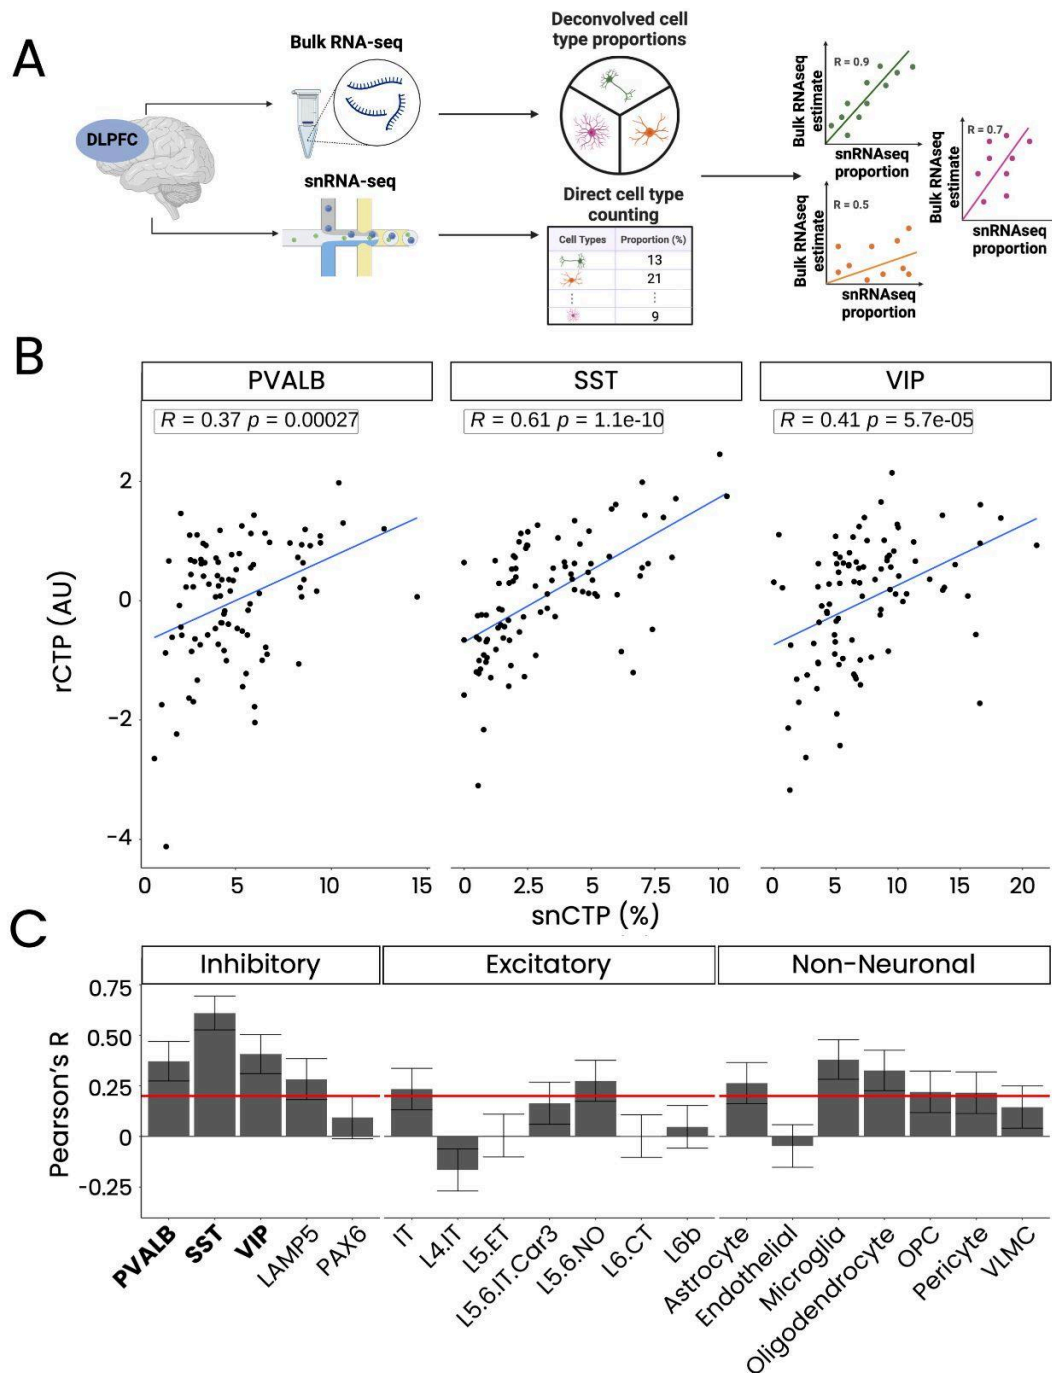 A
Bulk RNA-seq
DLPFC
snRNA-seq
Deconvolved cell
type proportions
Direct cell type
counting
Cell Types Proportion (%)
13
21
⋮ ⋮
9
R = 0.9
Bulk RNAseq
estimate
snRNAseq
proportion
R = 0.7
Bulk RNAseq
estimate
snRNAseq
proportion
R = 0.5
Bulk RNAseq
estimate
snRNAseq
proportion
B
PVALB SST VIP
R = 0.37 p = 0.00027 R = 0.61 p = 1.1e-10 R = 0.41 p = 5.7e-05
rCTP (AU)
2
0
−2
−4
0 5 10 15 0 2.5 5 7.5 10 0 5 10 15 20
snCTP (%)
C
Inhibitory Excitatory Non-Neuronal
Pearson's R
0.75
0.50
0.25
0
-0.25
PVALB SST VIP LAMP5 PAX6 IT L4.IT L5.ET L5.6.IT.Car3 L5.6.NO L6.CT L6b Astrocyte Endothelial Microglia Oligodendrocyte OPC Pericyte VLMC